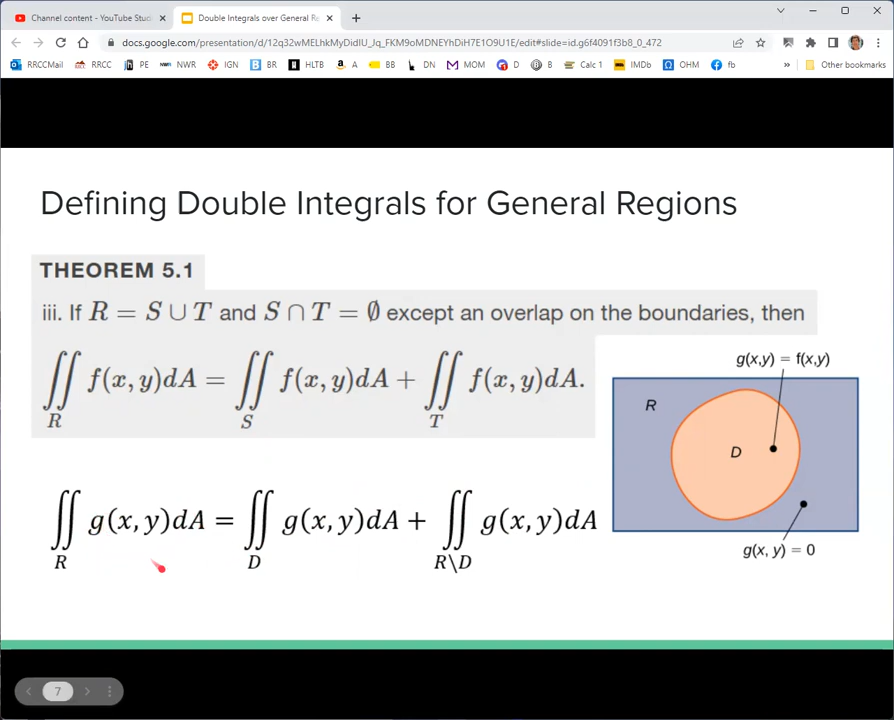 Channel content - YouTube Stud
Double Integrals over General Re
docs.google.com/presentation/d/12q32wMELhkMyDidIU_Jq_FKM9oMDNEYhDiH7E1O9U1E/edit#slide=id.g6f4091f3b8_0_472
RRCCMail RRCC PE NWR IGN BR HLTB A BB DN MOM D B Calc 1 IMDb OHM fb » Other bookmarks
Defining Double Integrals for General Regions
THEOREM 5.1
iii. If R = S ∪ T and S ∩ T = ∅ except an overlap on the boundaries, then
∬_R f(x, y)dA = ∬_S f(x, y)dA + ∬_T f(x, y)dA.
g(x,y) = f(x,y)
R
D
g(x, y) = 0
∬_R g(x, y)dA = ∬_D g(x, y)dA + ∬_{R\D} g(x, y)dA
7